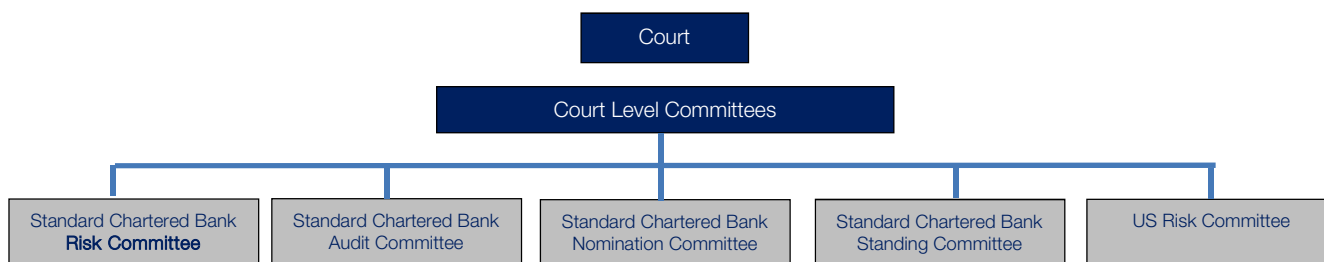 Court
Court Level Committees
Standard Chartered Bank
Risk Committee
Standard Chartered Bank
Audit Committee
Standard Chartered Bank
Nomination Committee
Standard Chartered Bank
Standing Committee
US Risk Committee